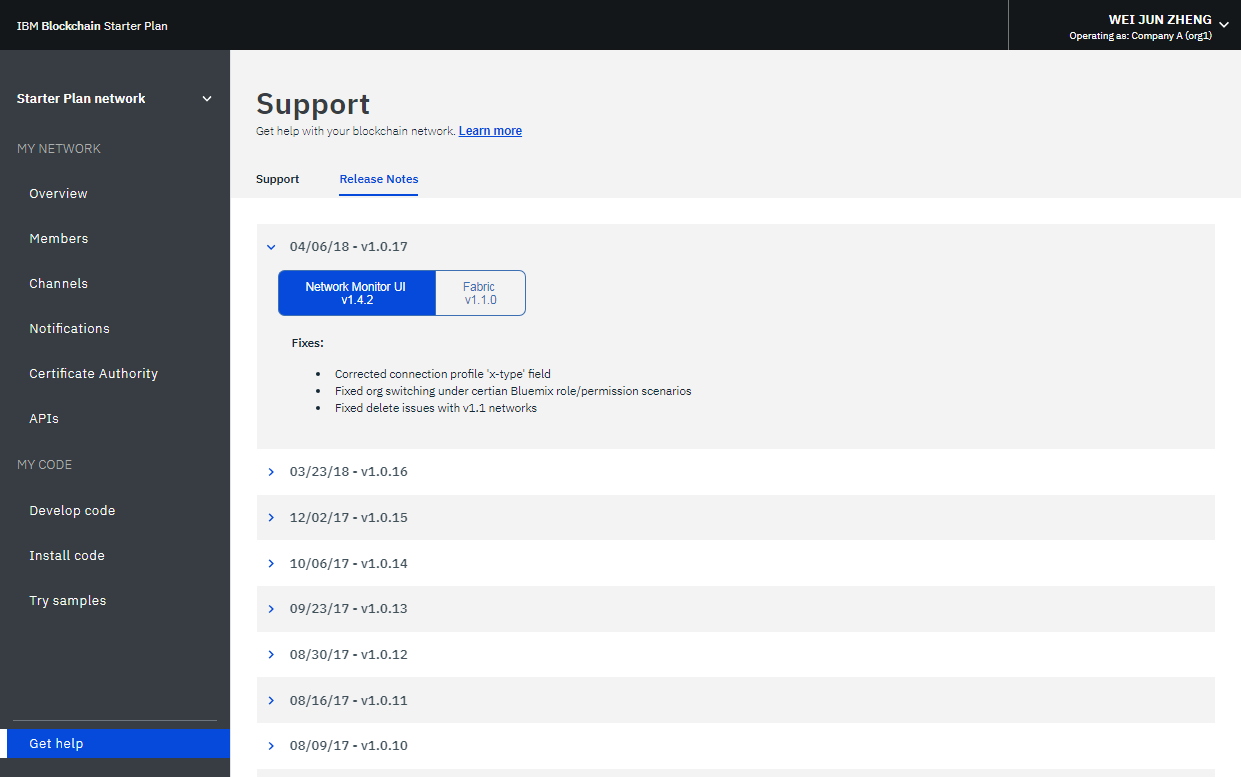 IBM Blockchain Starter Plan
WEI JUN ZHENG
Operating as: Company A (org1)
Starter Plan network
MY NETWORK
Overview
Members
Channels
Notifications
Certificate Authority
APIs
MY CODE
Develop code
Install code
Try samples
Get help
Support
Get help with your blockchain network. Learn more
Support
Release Notes
04/06/18 - v1.0.17
Network Monitor UI
v1.4.2
Fabric
v1.1.0
Fixes:
• Corrected connection profile 'x-type' field
• Fixed org switching under certian Bluemix role/permission scenarios
• Fixed delete issues with v1.1 networks
03/23/18 - v1.0.16
12/02/17 - v1.0.15
10/06/17 - v1.0.14
09/23/17 - v1.0.13
08/30/17 - v1.0.12
08/16/17 - v1.0.11
08/09/17 - v1.0.10